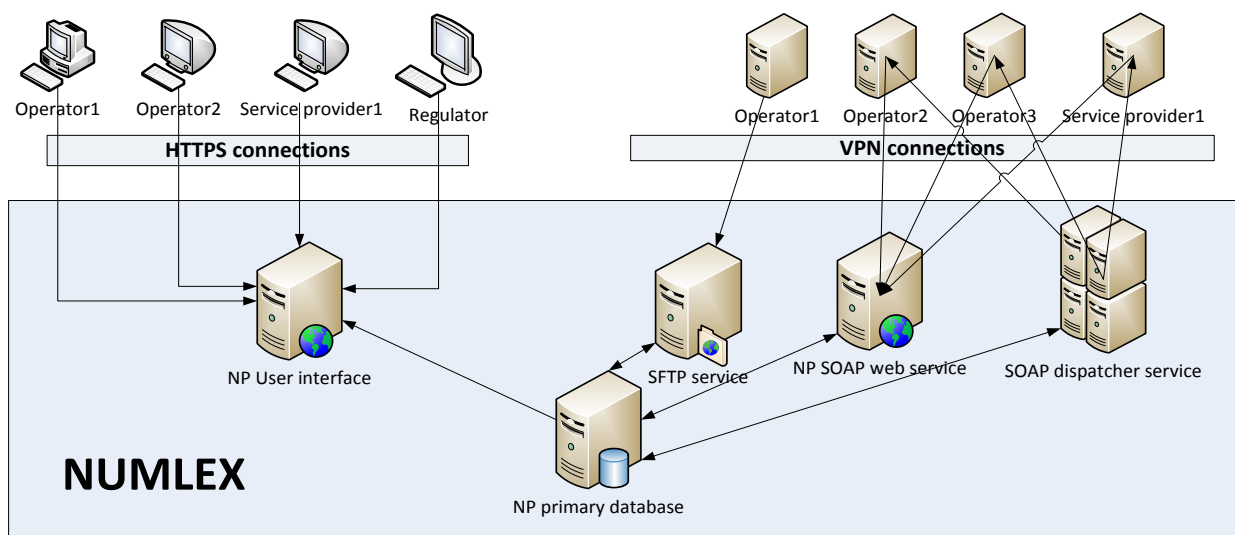 Operator1
Operator2
Service provider1
Regulator
Operator1
Operator2
Operator3
Service provider1
HTTPS connections
VPN connections
NP User interface
SFTP service
NP SOAP web service
SOAP dispatcher service
NUMLEX
NP primary database